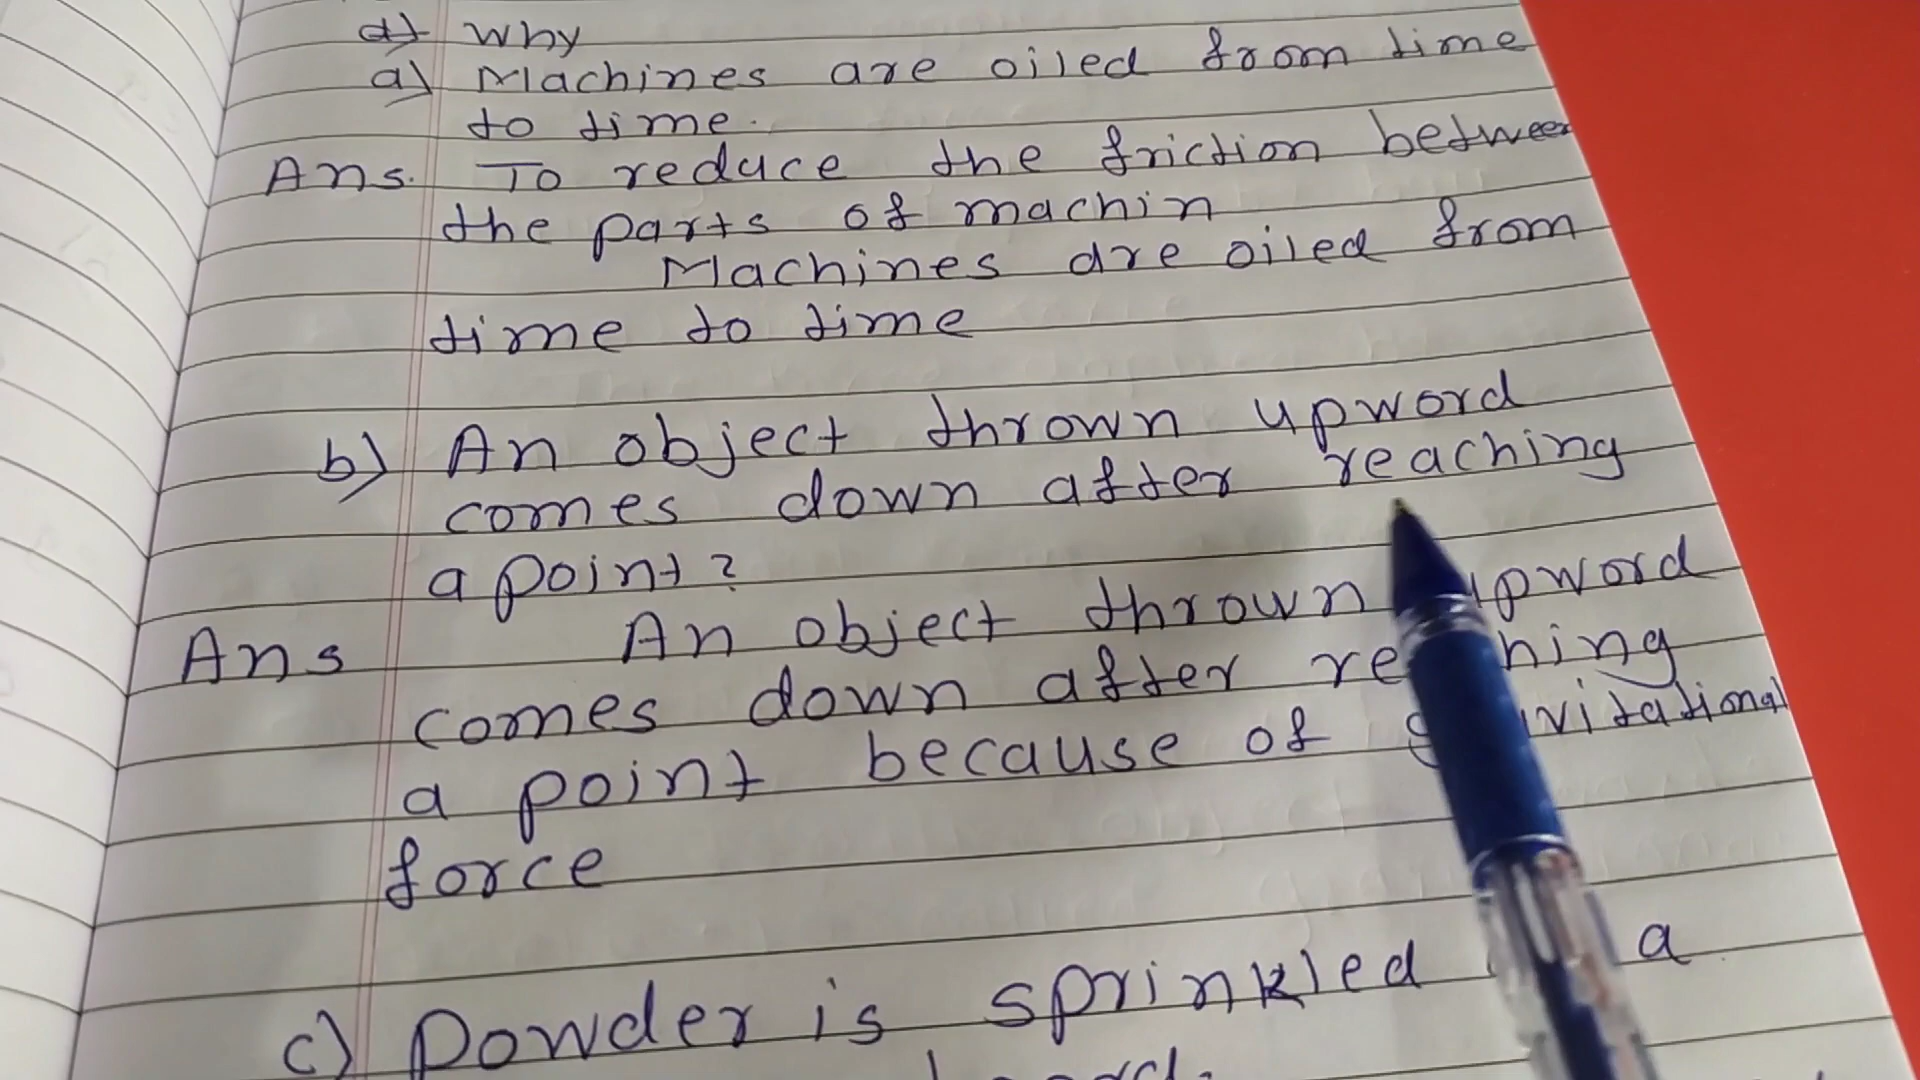 d) Why
a) Machines are oiled from time
to time.
Ans. To reduce the friction between
the parts of machin
Machines are oiled from
time to time
b) An object thrown upword
comes down after reaching
a point?
Ans An object thrown upword
comes down after
a point because of
force
c) Powder is sprinkled a